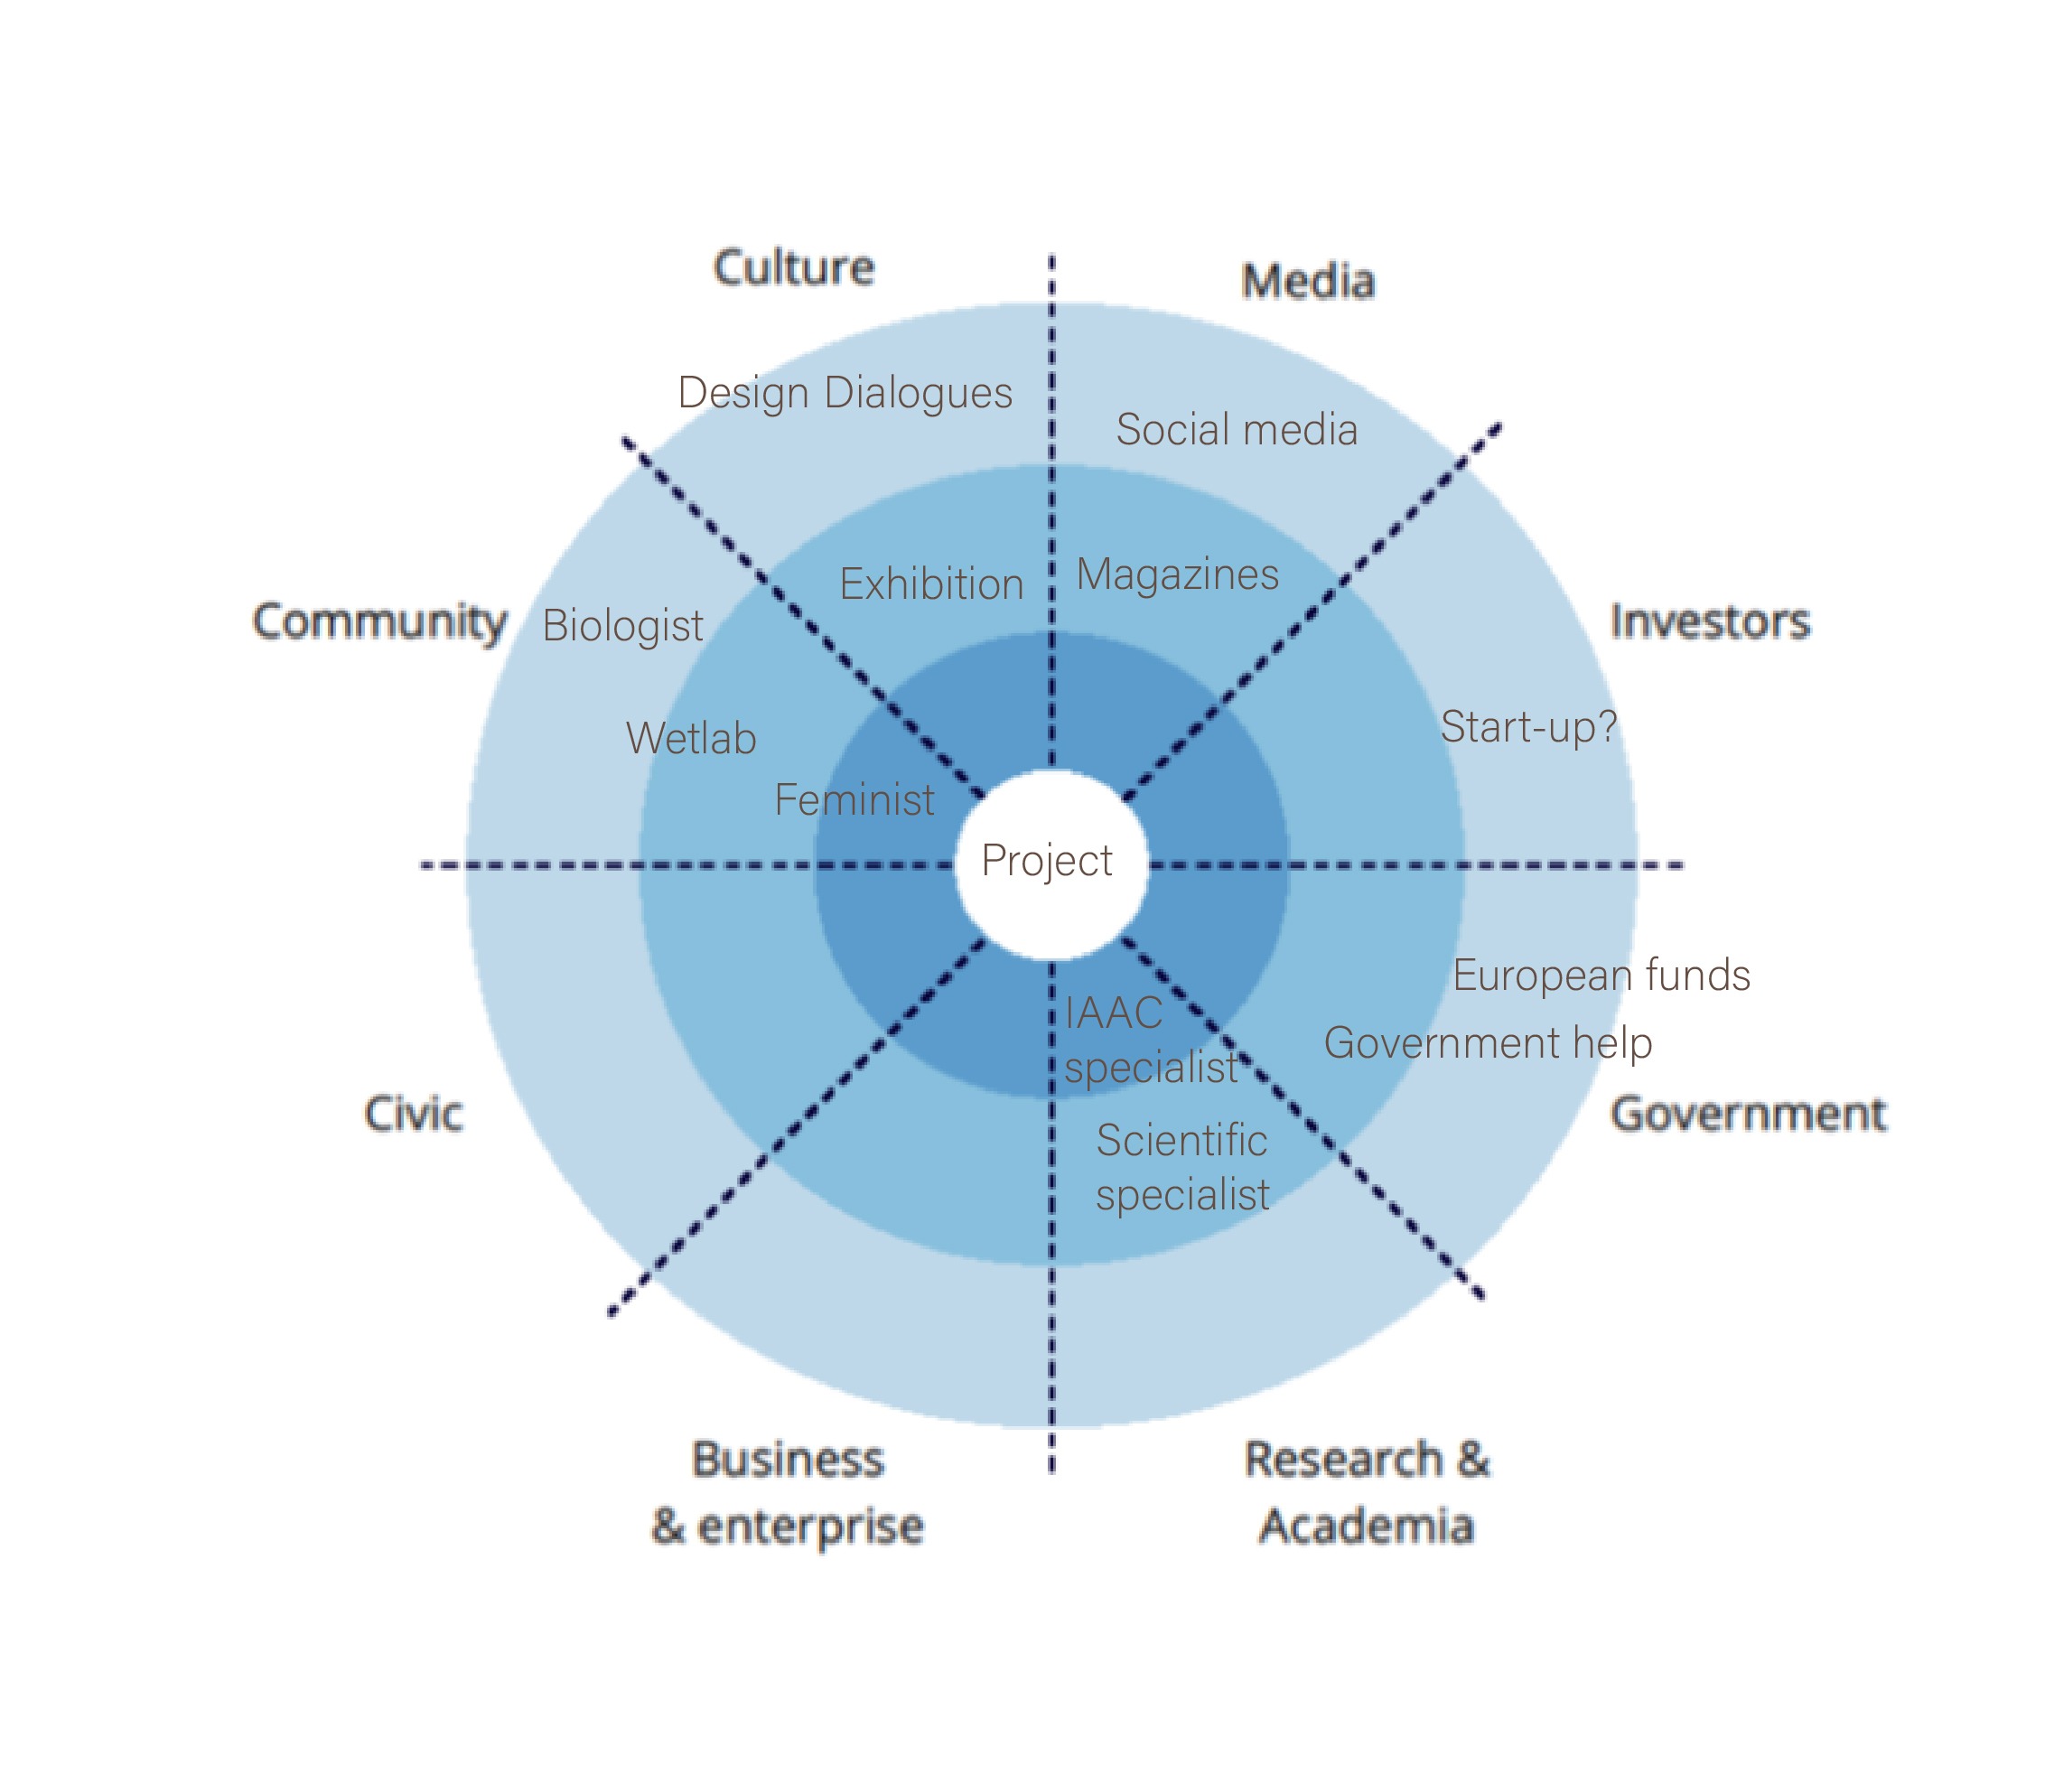 Culture
Media
Design Dialogues
Social media
Exhibition
Magazines
Community
Biologist
Investors
Wetlab
Start-up?
Feminist
Project
European funds
IAAC
specialist
Government help
Civic
Government
Scientific
specialist
Business
& enterprise
Research &
Academia